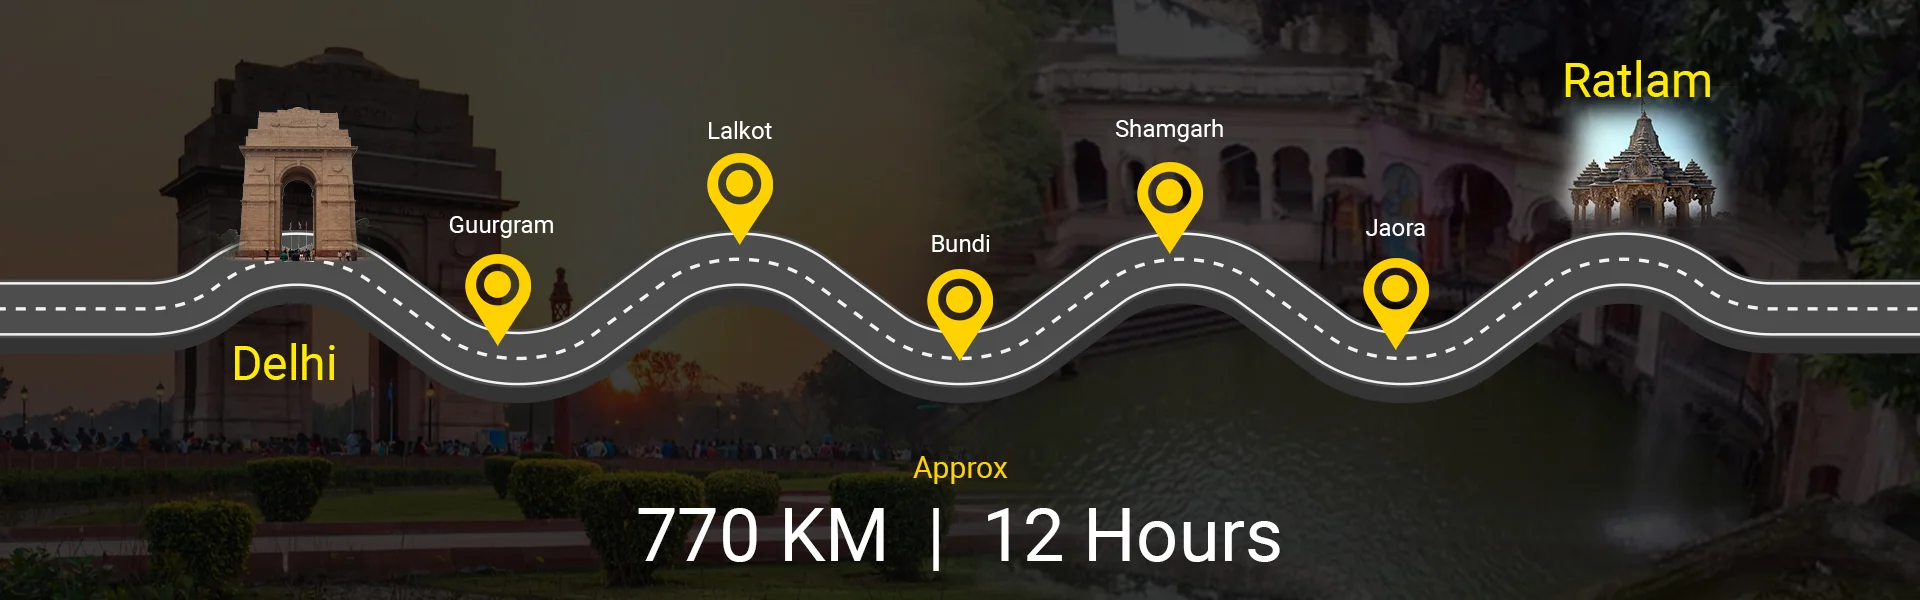 Ratlam
Lalkot
Shamgarh
Guurgram
Bundi
Jaora
Delhi
Approx
770 KM | 12 Hours